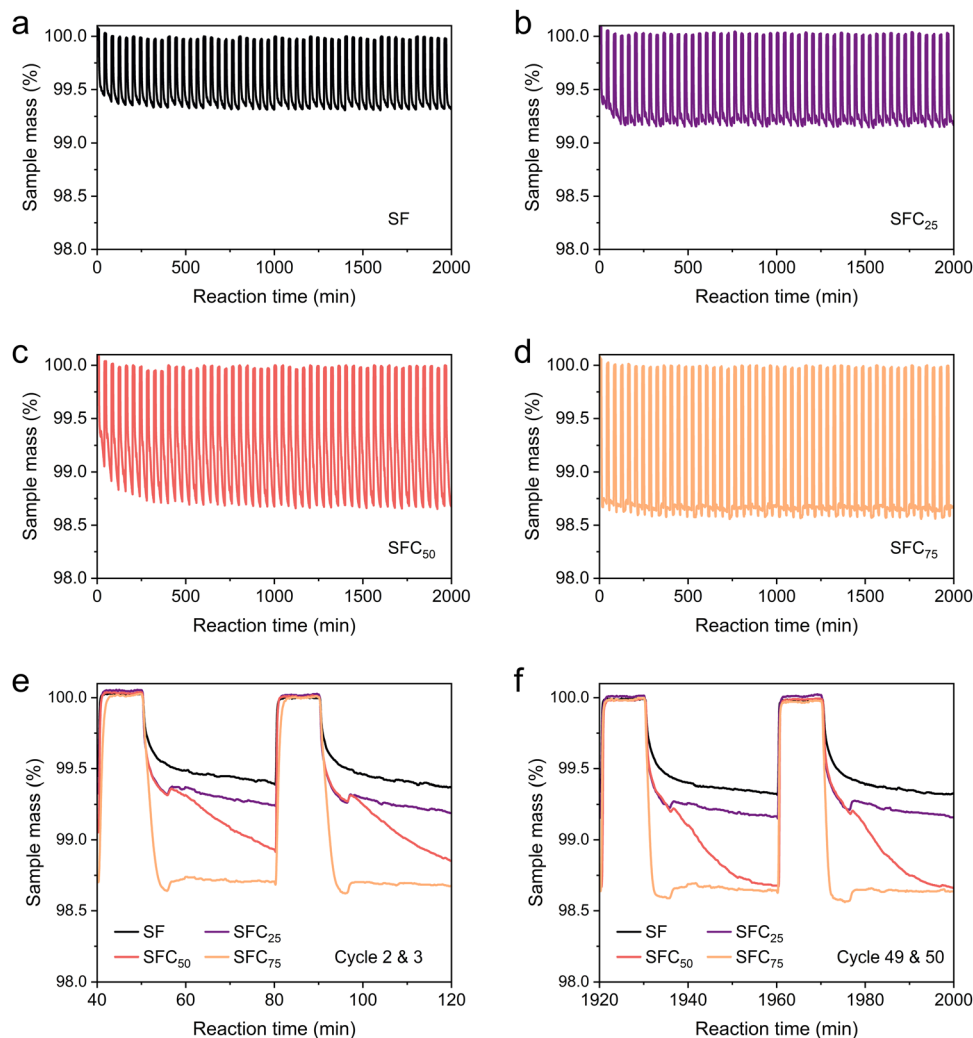 a
100.0
99.5
99.0
98.5
98.0
Sample mass (%)
SF
0 500 1000 1500 2000
Reaction time (min)
b
100.0
99.5
99.0
98.5
98.0
Sample mass (%)
SFC25
0 500 1000 1500 2000
Reaction time (min)
c
100.0
99.5
99.0
98.5
98.0
Sample mass (%)
SFC50
0 500 1000 1500 2000
Reaction time (min)
d
100.0
99.5
99.0
98.5
98.0
Sample mass (%)
SFC75
0 500 1000 1500 2000
Reaction time (min)
e
100.0
99.5
99.0
98.5
98.0
Sample mass (%)
SF SFC25
SFC50 SFC75 Cycle 2 & 3
40 60 80 100 120
Reaction time (min)
f
100.0
99.5
99.0
98.5
98.0
Sample mass (%)
SF SFC25
SFC50 SFC75 Cycle 49 & 50
1920 1940 1960 1980 2000
Reaction time (min)